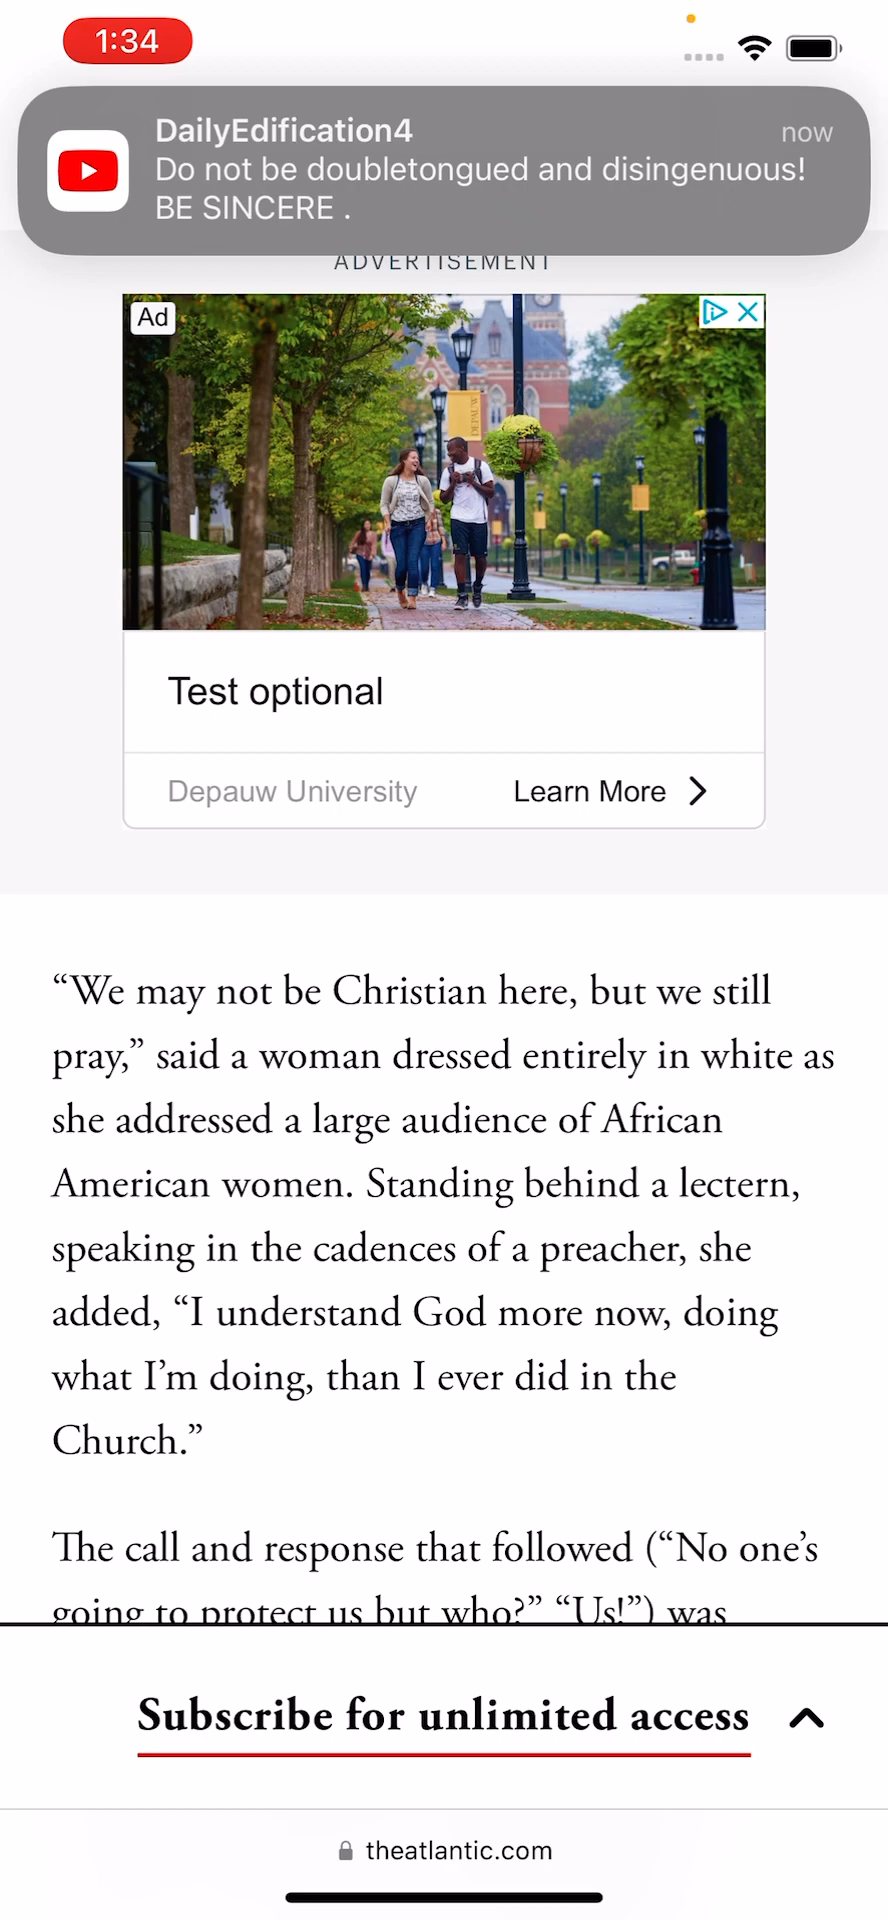 1:34
DailyEdification4
now
Do not be doubletongued and disingenuous!
BE SINCERE .
ADVERTISEMENT
Ad
DEPAUW
Test optional
Depauw University
Learn More
“We may not be Christian here, but we still
pray,” said a woman dressed entirely in white as
she addressed a large audience of African
American women. Standing behind a lectern,
speaking in the cadences of a preacher, she
added, “I understand God more now, doing
what I’m doing, than I ever did in the
Church.”
The call and response that followed (“No one’s
going to protect us but who?” “Us!”) was
Subscribe for unlimited access
theatlantic.com